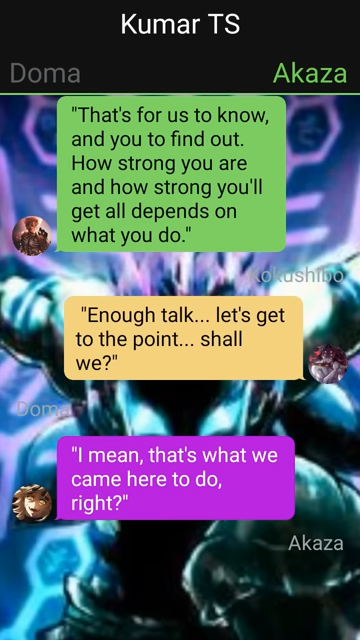 Kumar TS
Doma
Akaza
"That's for us to know,
and you to find out.
How strong you are
and how strong you'll
get all depends on
what you do."
Kokushibo
"Enough talk... let's get
to the point... shall
we?"
Doma
"I mean, that's what we
came here to do,
right?"
Akaza